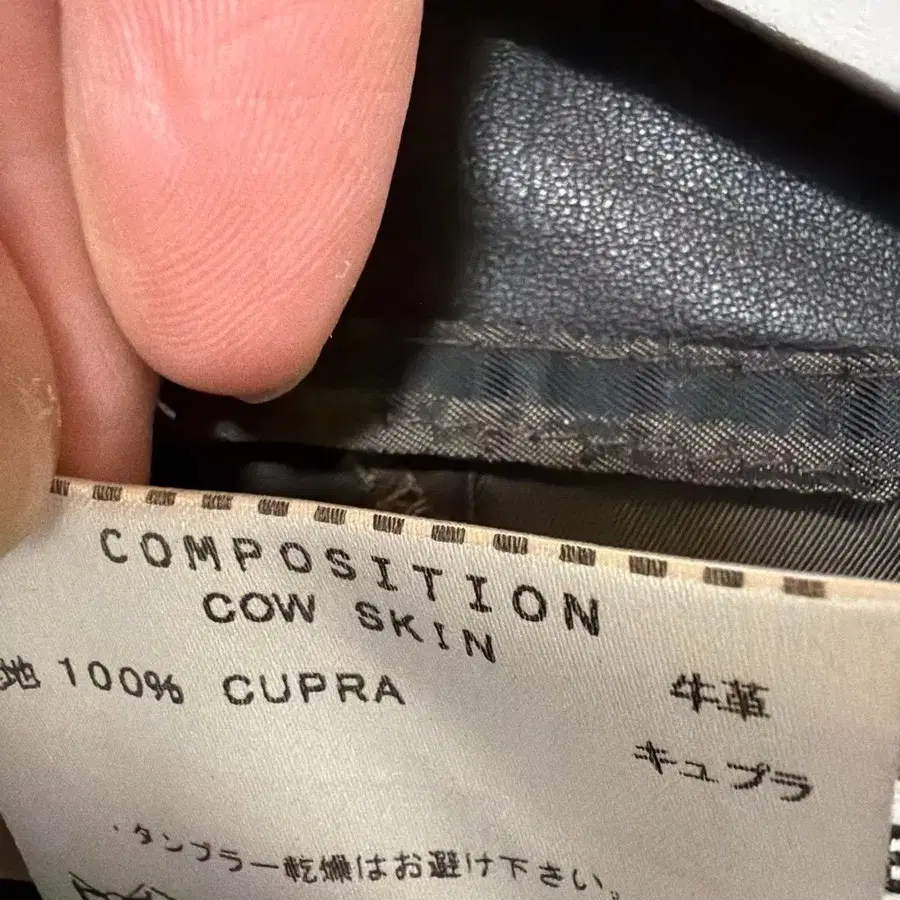 COMPOSITION
COW SKIN 牛革
地 100% CUPRA キュプラ
・タンブラー乾燥はお避け下さい。